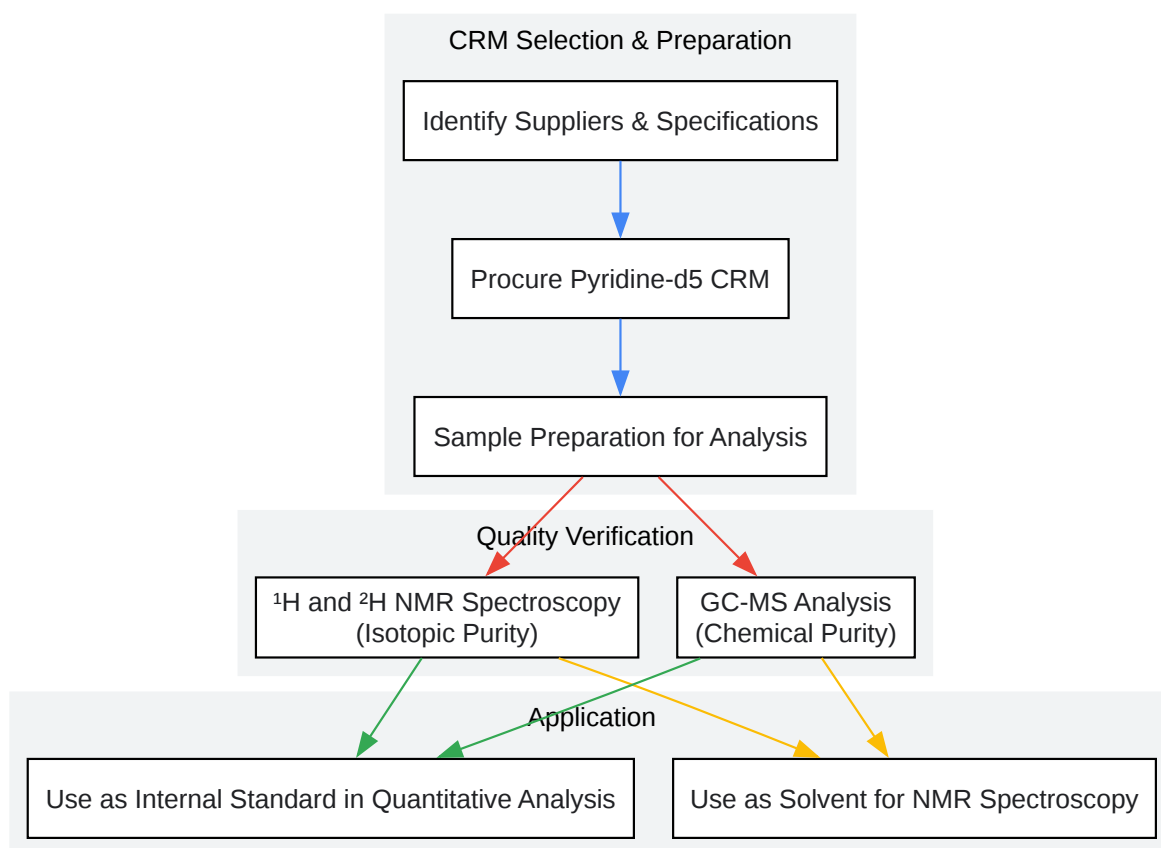 CRM Selection & Preparation
Identify Suppliers & Specifications
Procure Pyridine-d5 CRM
Sample Preparation for Analysis
Quality Verification
¹H and ²H NMR Spectroscopy
(Isotopic Purity)
GC-MS Analysis
(Chemical Purity)
Application
Use as Internal Standard in Quantitative Analysis
Use as Solvent for NMR Spectroscopy